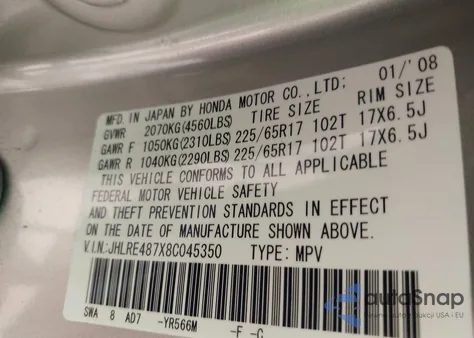 MFD. IN JAPAN BY HONDA MOTOR CO.,LTD; 01/'08
GVWR 2070KG(4560LBS) TIRE SIZE RIM SIZE
GAWR F 1050KG(2310LBS) 225/65R17 102T 17X6.5J
GAWR R 1040KG(2290LBS) 225/65R17 102T 17X6.5J
THIS VEHICLE CONFORMS TO ALL APPLICABLE
FEDERAL MOTOR VEHICLE SAFETY
AND THEFT PREVENTION STANDARDS IN EFFECT
ON THE DATE OF MANUFACTURE SHOWN ABOVE.
V.I.N:JHLRE487X8C045350 TYPE: MPV
SWA 8 AD7 -YR566M -F -C
autoSnap